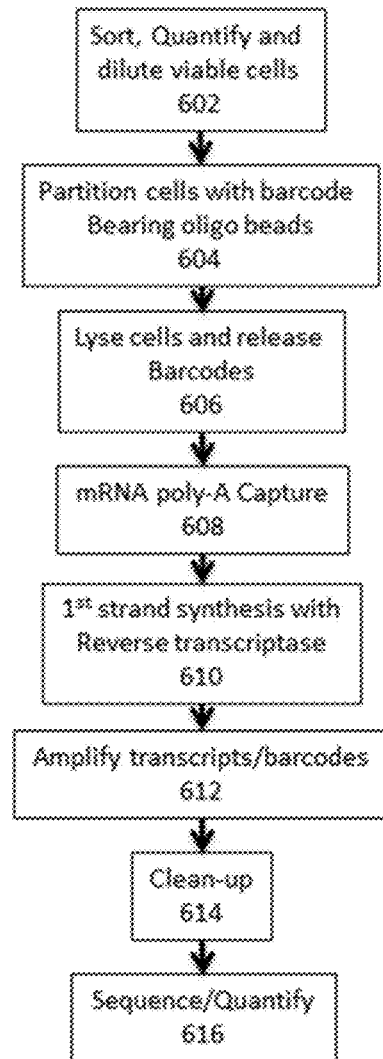 Sort, Quantify and
dilute viable cells
602
Partition cells with barcode
Bearing oligo beads
604
Lyse cells and release
Barcodes
606
mRNA poly-A Capture
608
1st strand synthesis with
Reverse transcriptase
610
Amplify transcripts/barcodes
612
Clean-up
614
Sequence/Quantify
616